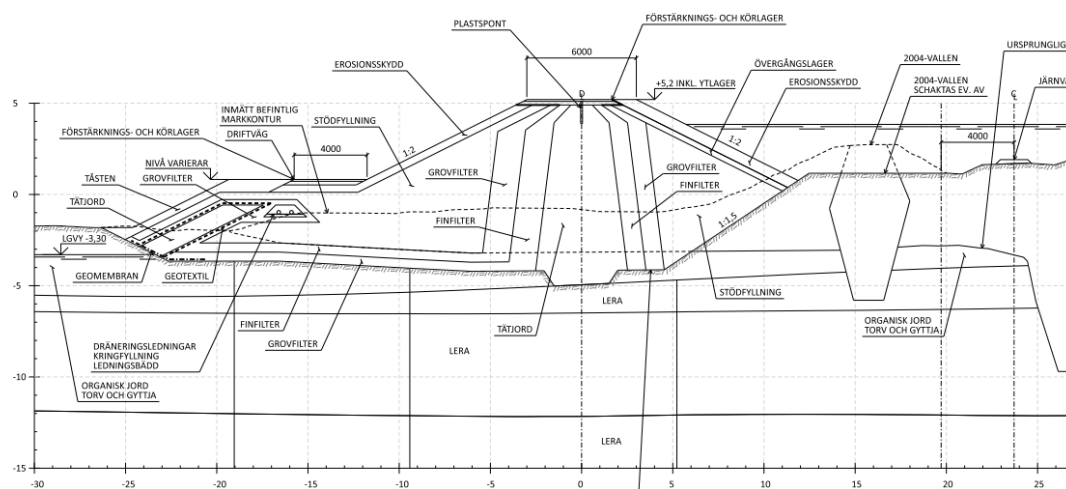 PLASTSPONT
FÖRSTÄRKNINGS- OCH KÖRLAGER
6000
URSPRUNGLIG
2004-VALLEN
ÖVERGÅNGSLAGER
EROSIONSSKYDD
EROSIONSSKYDD
2004-VALLEN
SCHAKTAS EV. AV
JÄRNVÄ
D
+5,2 INKL. YTLAGER
INMÄTT BEFINTLIG
MARKKONTUR
STÖDFYLLNING
FÖRSTÄRKNINGS- OCH KÖRLAGER
DRIFTVÄG
4000
1:2
1:2
4000
NIVÅ VARIERAR
TÅSTEN
GROVFILTER
GROVFILTER
GROVFILTER
FINFILTER
TÄTJORD
FINFILTER
1:1,5
LGVY -3,30
GEOMEMBRAN
GEOTEXTIL
STÖDFYLLNING
LERA
FINFILTER
TÄTJORD
ORGANISK JORD
TORV OCH GYTTJA
GROVFILTER
DRÄNERINGSLEDNINGAR
KRINGFYLLNING
LEDNINGSBÄDD
LERA
ORGANISK JORD
TORV OCH GYTTJA
LERA
5
0
-5
-10
-15
-30
-25
-20
-15
-10
-5
0
5
10
15
20
25